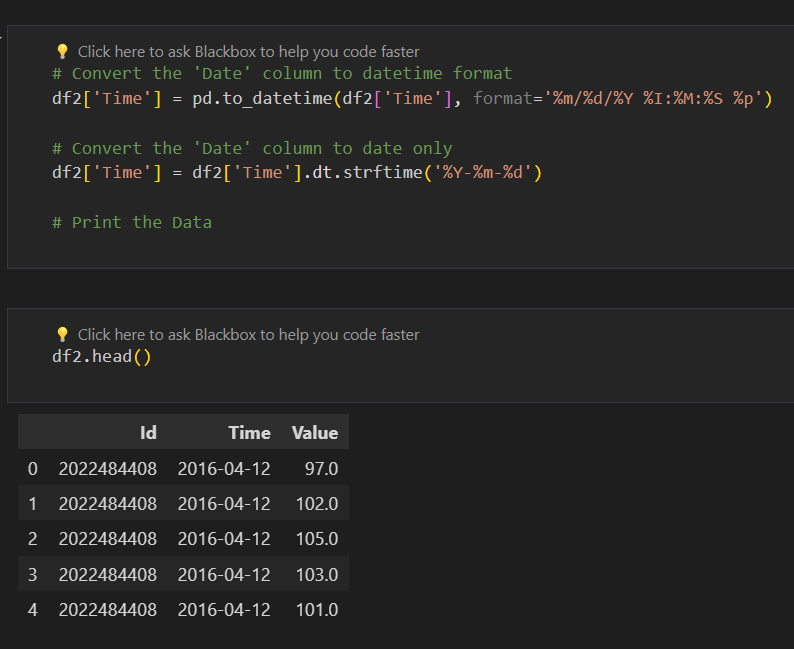 💡 Click here to ask Blackbox to help you code faster
# Convert the 'Date' column to datetime format
df2['Time'] = pd.to_datetime(df2['Time'], format='%m/%d/%Y %I:%M:%S %p')
# Convert the 'Date' column to date only
df2['Time'] = df2['Time'].dt.strftime('%Y-%m-%d')
# Print the Data
💡 Click here to ask Blackbox to help you code faster
df2.head()
Id Time Value
0 2022484408 2016-04-12 97.0
1 2022484408 2016-04-12 102.0
2 2022484408 2016-04-12 105.0
3 2022484408 2016-04-12 103.0
4 2022484408 2016-04-12 101.0